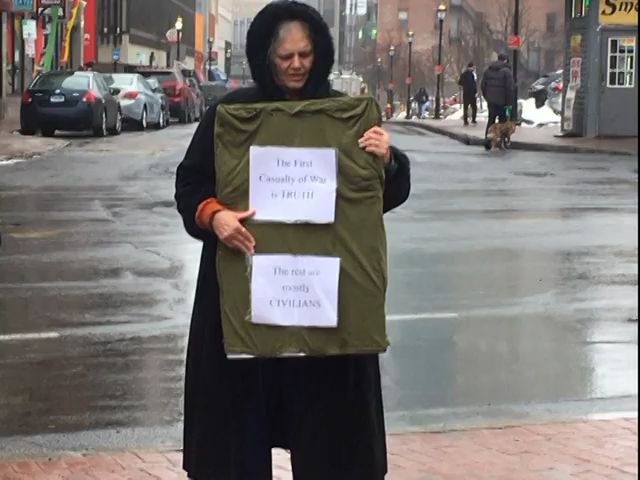 The First
Casualty of War
is TRUTH
The rest are
mostly
CIVILIANS